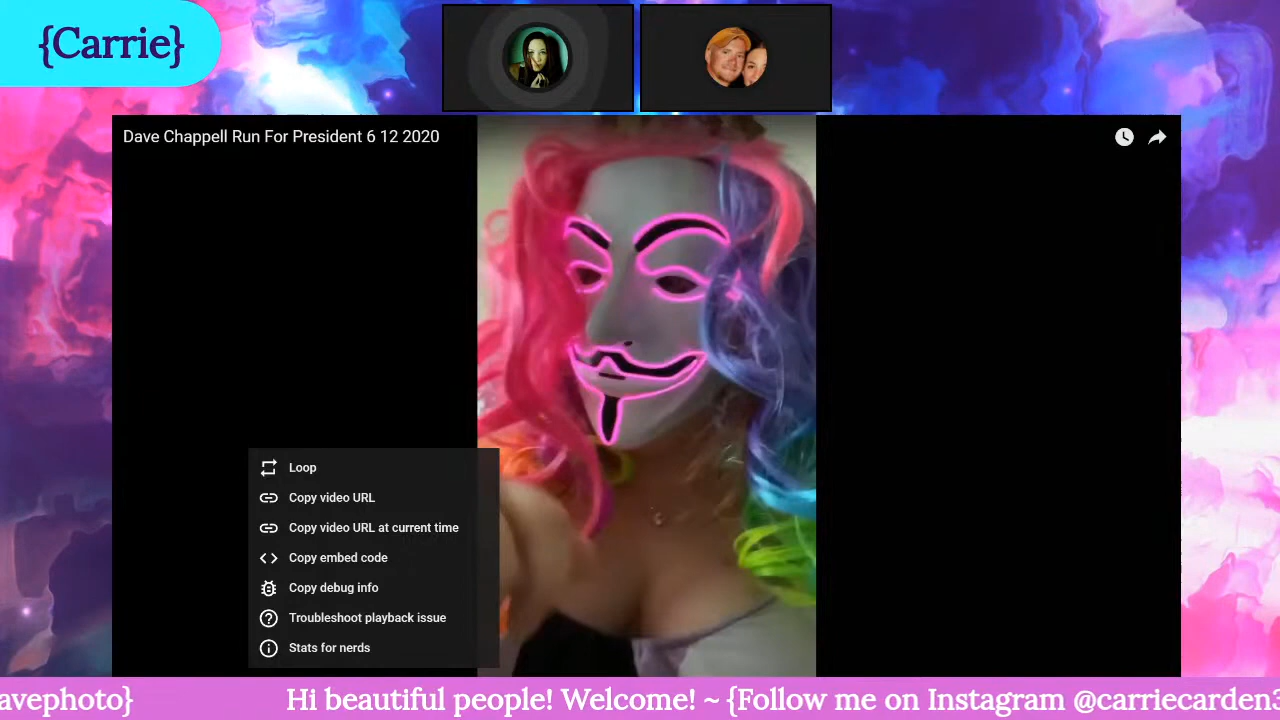 {Carrie}
Dave Chappell Run For President 6 12 2020
Loop
Copy video URL
Copy video URL at current time
Copy embed code
Copy debug info
Troubleshoot playback issue
Stats for nerds
avephoto} Hi beautiful people! Welcome! ~ {Follow me on Instagram @carriecarden3